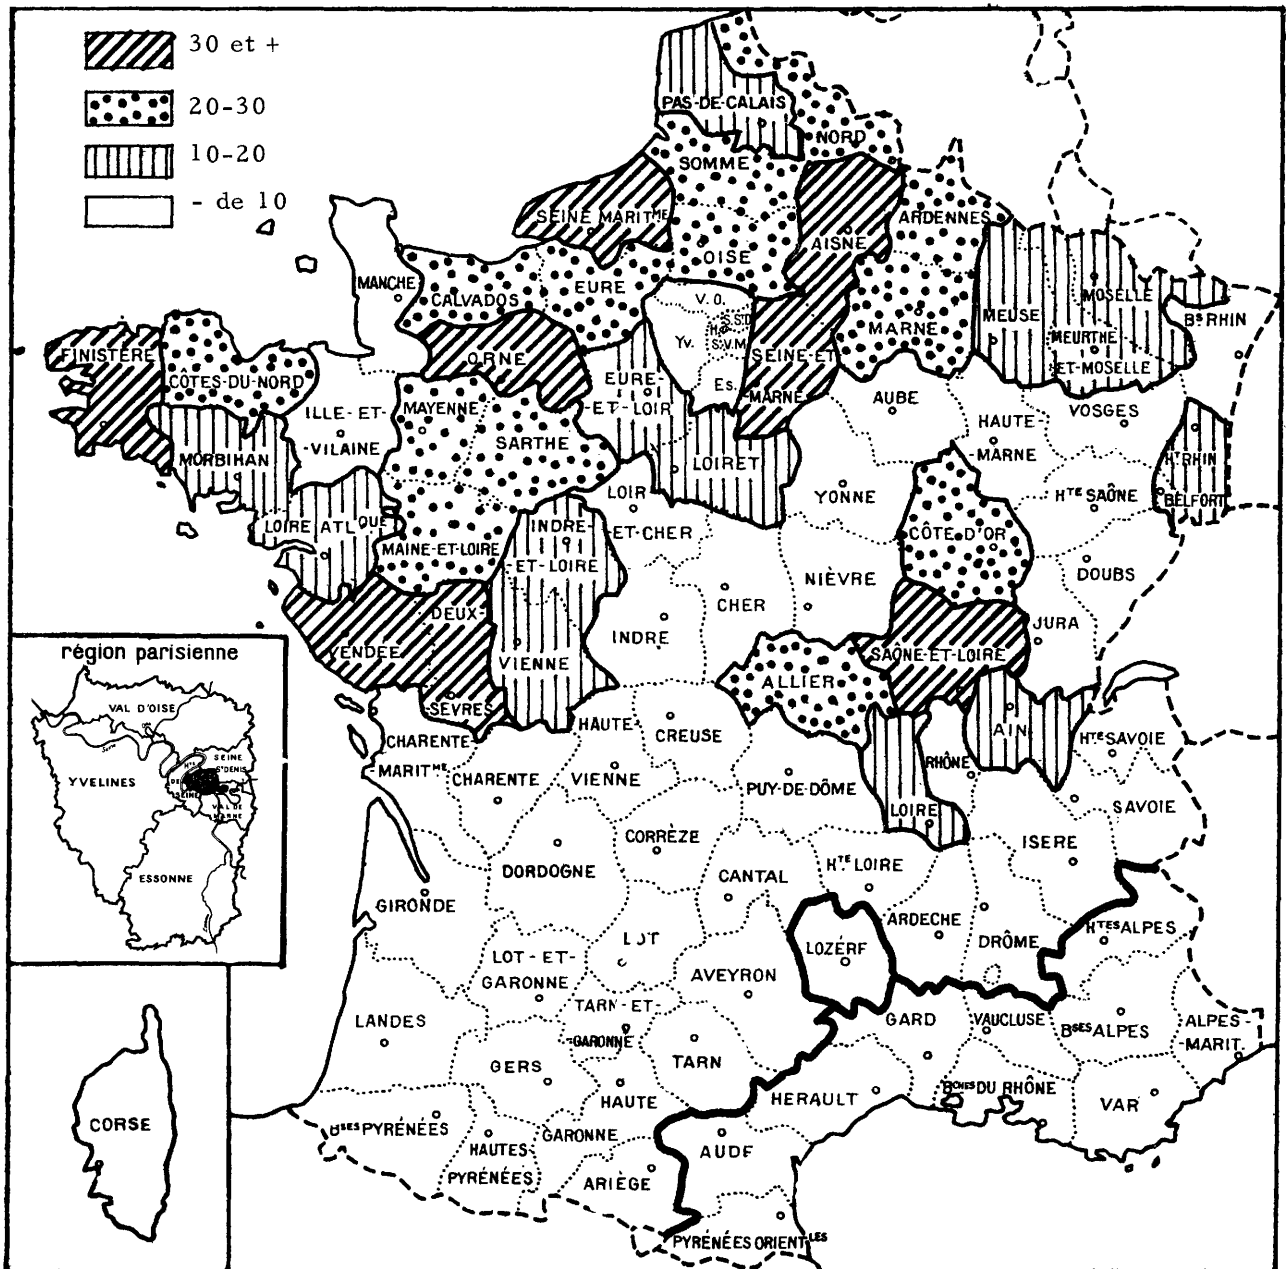 30 et +
20-30
10-20
- de 10
PAS-DE-CALAIS
NORD
SOMME
SEINE MARITME
AISNE
ARDENNES
OISE
MANCHE
CALVADOS
EURE
V. O.
S.SD
H.S
Yv.
S.V.M
Es.
MARNE
MEUSE
MOSELLE
MEURTHE
-ET-MOSELLE
BS RHIN
FINISTÈRE
CÔTES-DU-NORD
ORNE
SEINE-ET
-MARNE
EURE-
-ET-LOIR
ILLE-ET-
-VILAINE
MAYENNE
SARTHE
AUBE
HAUTE-
-MARNE
VOSGES
MORBIHAN
LOIRET
HT RHIN
BELFORT
LOIRE ATLQUE
MAINE-ET-LOIRE
INDRE-
-ET-LOIRE
LOIR
-ET-CHER
YONNE
HTE SAÔNE
CÔTE D'OR
DOUBS
VENDÉE
DEUX-
SÈVRES
VIENNE
INDRE
CHER
NIÈVRE
SAÔNE-ET-LOIRE
JURA
ALLIER
AIN
HTE SAVOIE
CHARENTE-
-MARITME
CHARENTE
HAUTE-
VIENNE
CREUSE
PUY-DE-DÔME
LOIRE
RHÔNE
SAVOIE
ISERE
DORDOGNE
CORRÈZE
CANTAL
HTE LOIRE
GIRONDE
ARDECHE
DRÔME
HTES ALPES
LOT-ET-
GARONNE
LOT
AVEYRON
LOZÉRF
LANDES
TARN-ET-
-GARONNE
GARD
VAUCLUSE
BSES ALPES
ALPES-
-MARIT.
GERS
TARN
BSES PYRÉNÉES
HAUTE
GARONNE
HERAULT
BCHES DU RHÔNE
VAR
HAUTES-
PYRÉNÉES
ARIÈGE
AUDE
PYRÉNÉES ORIENTLES
région parisienne
VAL D'OISE
YVELINES
SEINE
ST DENIS
HTS
DE
SEINE
VAL DE
MARNE
ESSONNE
CORSE